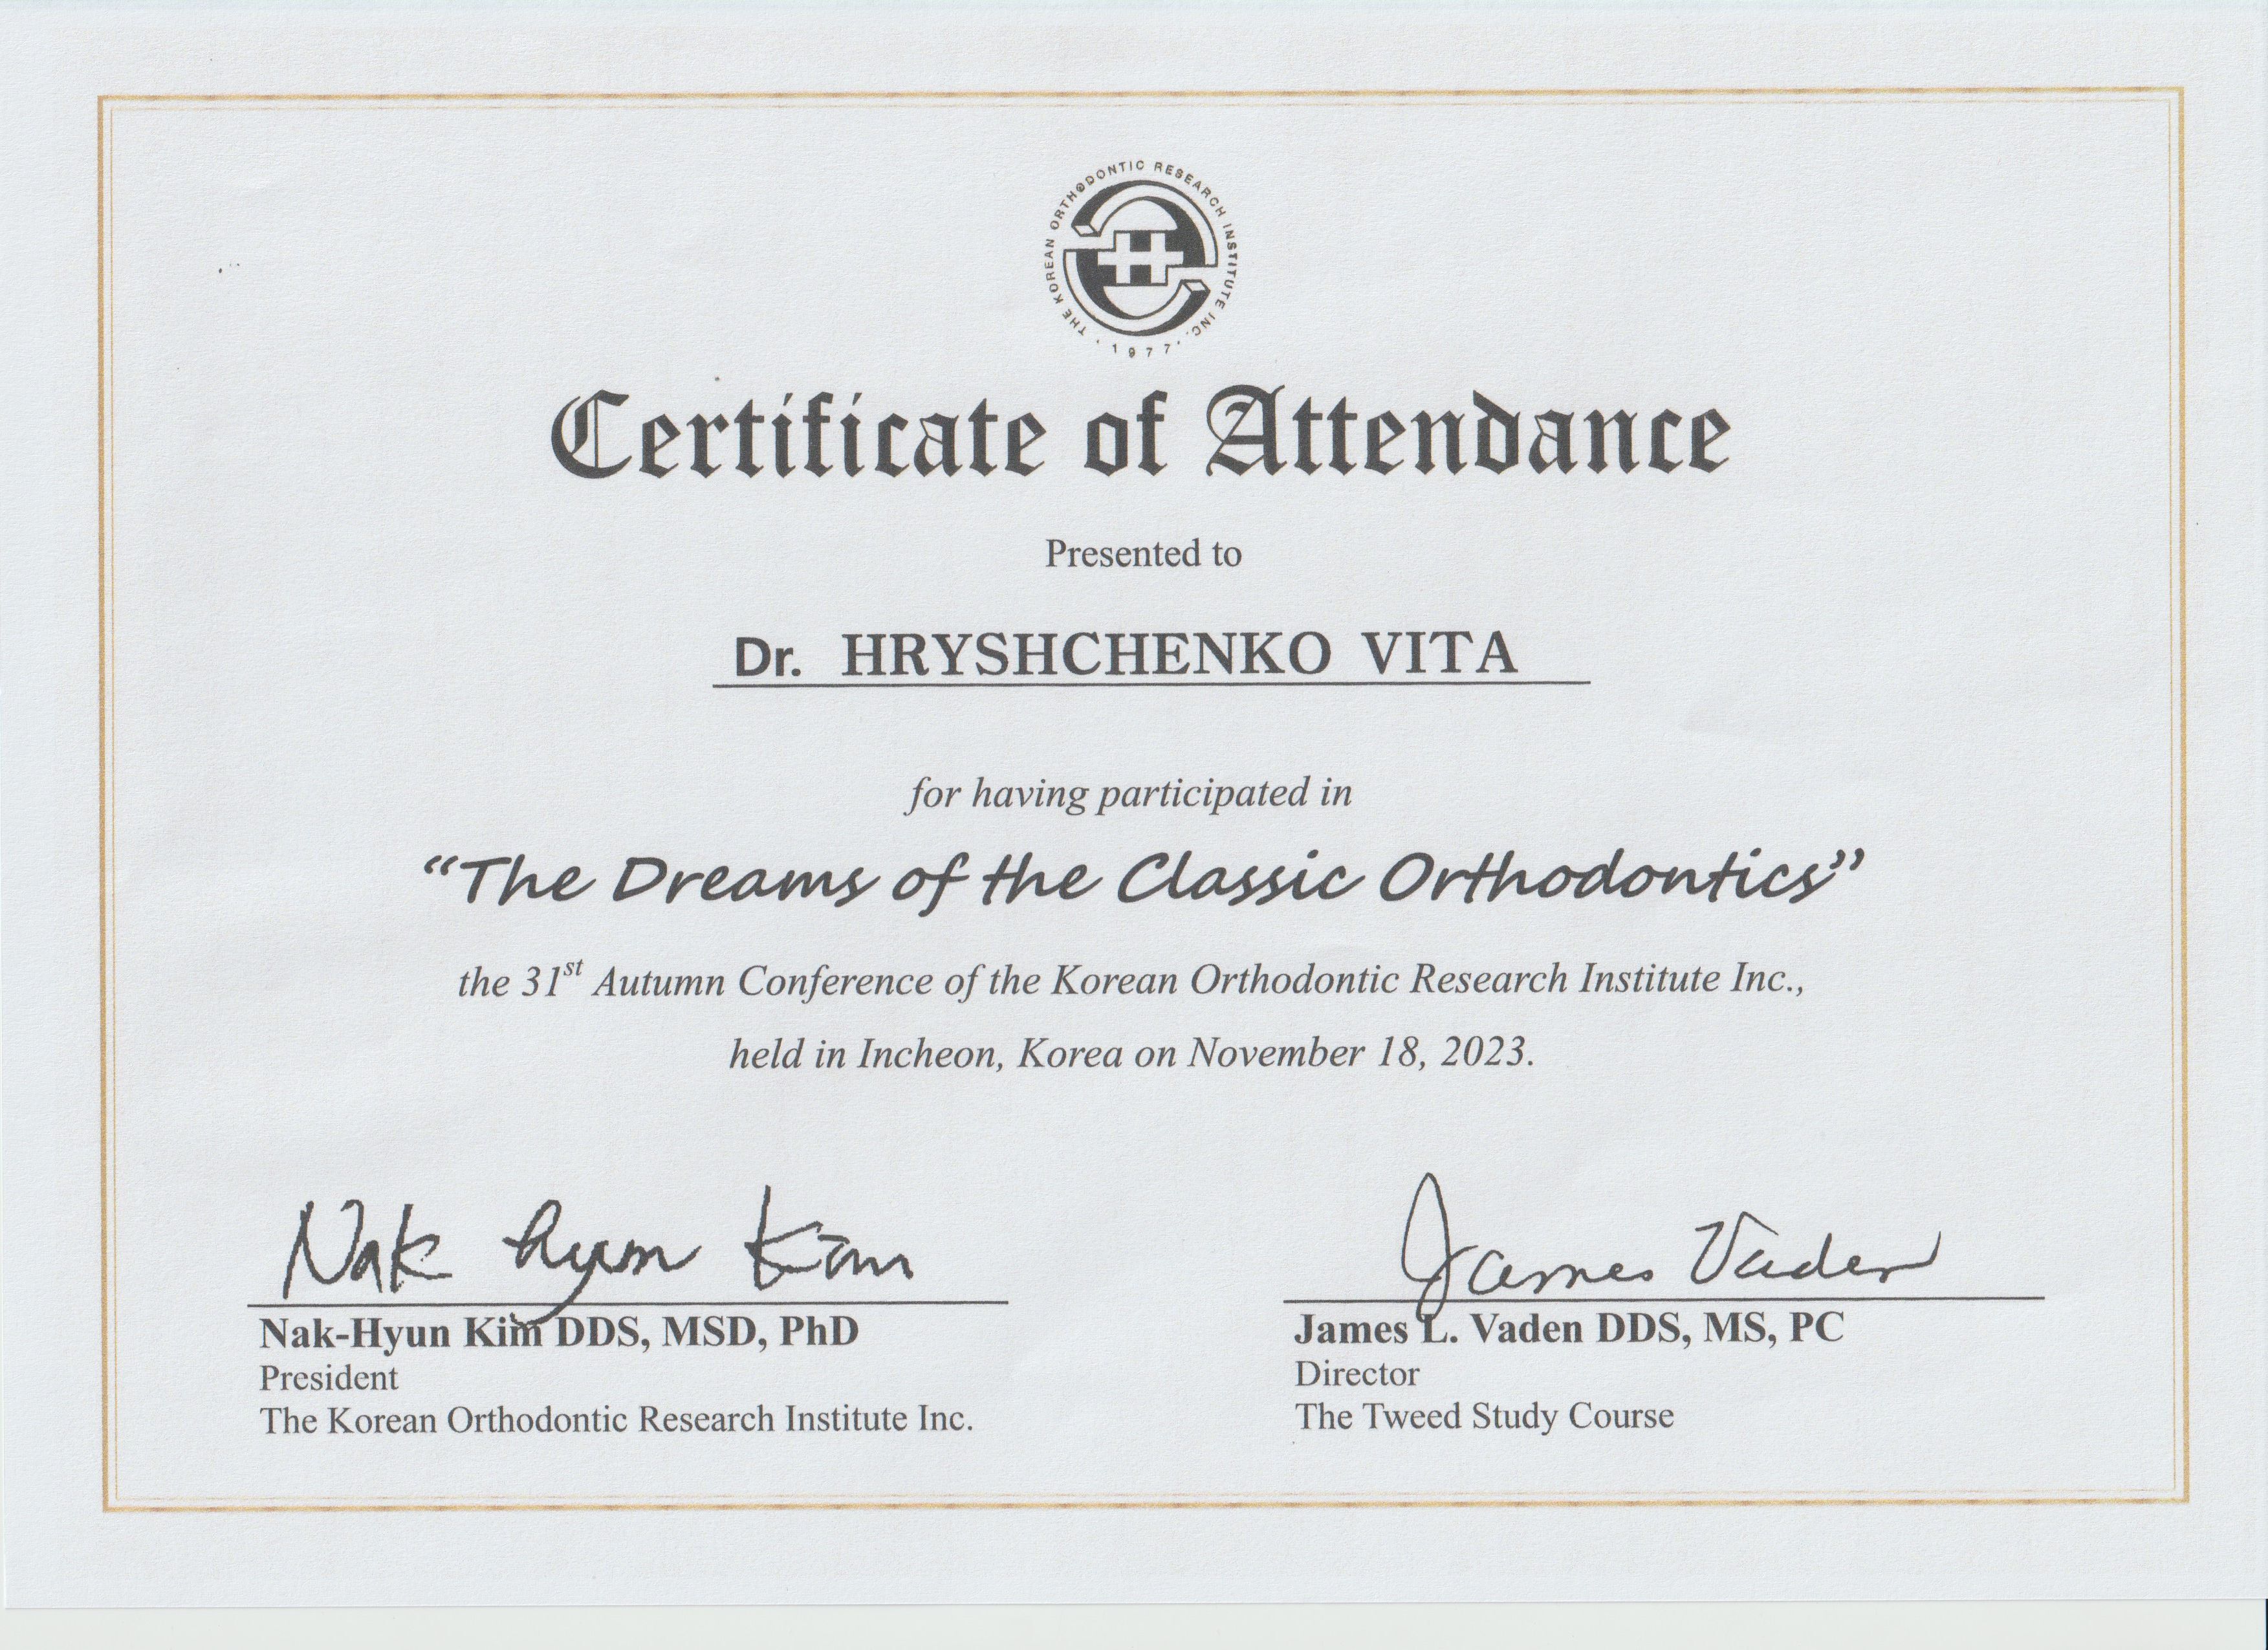 THE KOREAN ORTHODONTIC RESEARCH INSTITUTE INC.
1977
Certificate of Attendance
Presented to
Dr. HRYSHCHENKO VITA
for having participated in
“The Dreams of the Classic Orthodontics”
the 31st Autumn Conference of the Korean Orthodontic Research Institute Inc.,
held in Incheon, Korea on November 18, 2023.
Nak Hyun Kim
Nak-Hyun Kim DDS, MSD, PhD
President
The Korean Orthodontic Research Institute Inc.
James Vaden
James L. Vaden DDS, MS, PC
Director
The Tweed Study Course